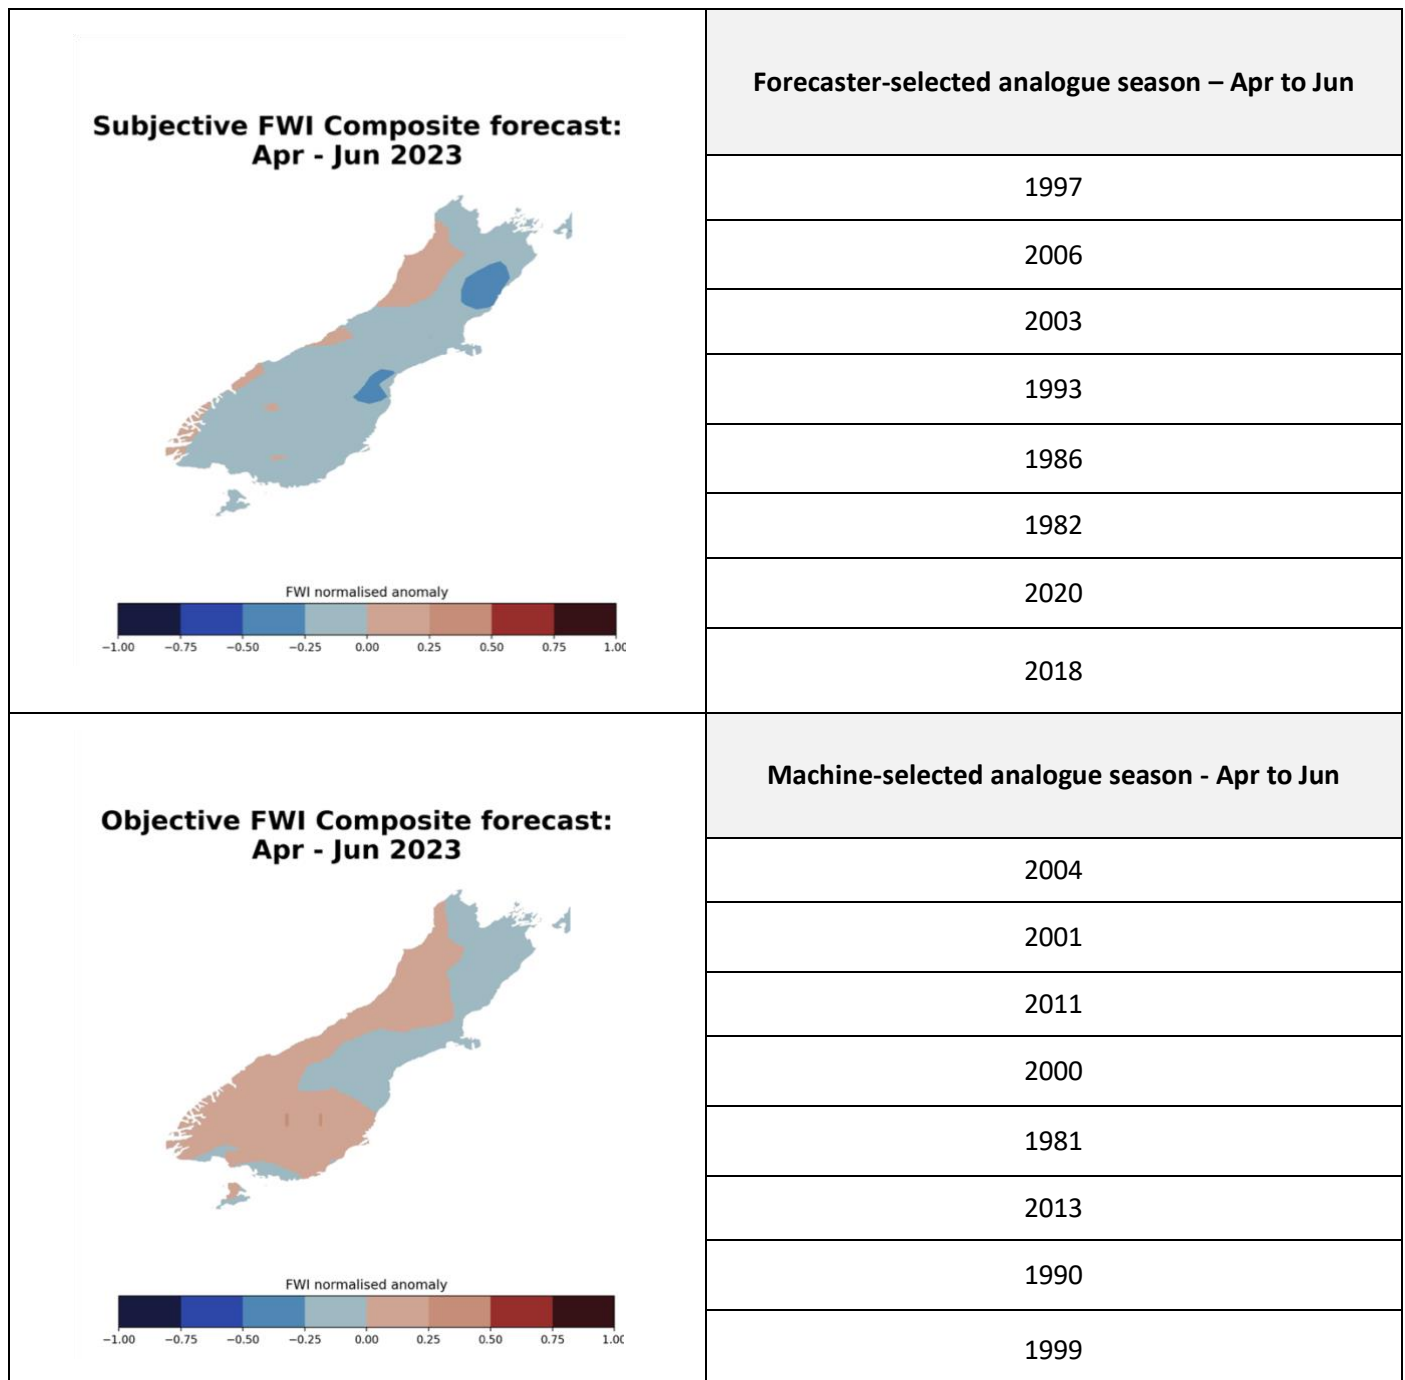 Subjective FWI Composite forecast:
Apr - Jun 2023
FWI normalised anomaly
−1.00 −0.75 −0.50 −0.25 0.00 0.25 0.50 0.75 1.00
Forecaster-selected analogue season – Apr to Jun
1997
2006
2003
1993
1986
1982
2020
2018
Objective FWI Composite forecast:
Apr - Jun 2023
FWI normalised anomaly
−1.00 −0.75 −0.50 −0.25 0.00 0.25 0.50 0.75 1.00
Machine-selected analogue season - Apr to Jun
2004
2001
2011
2000
1981
2013
1990
1999